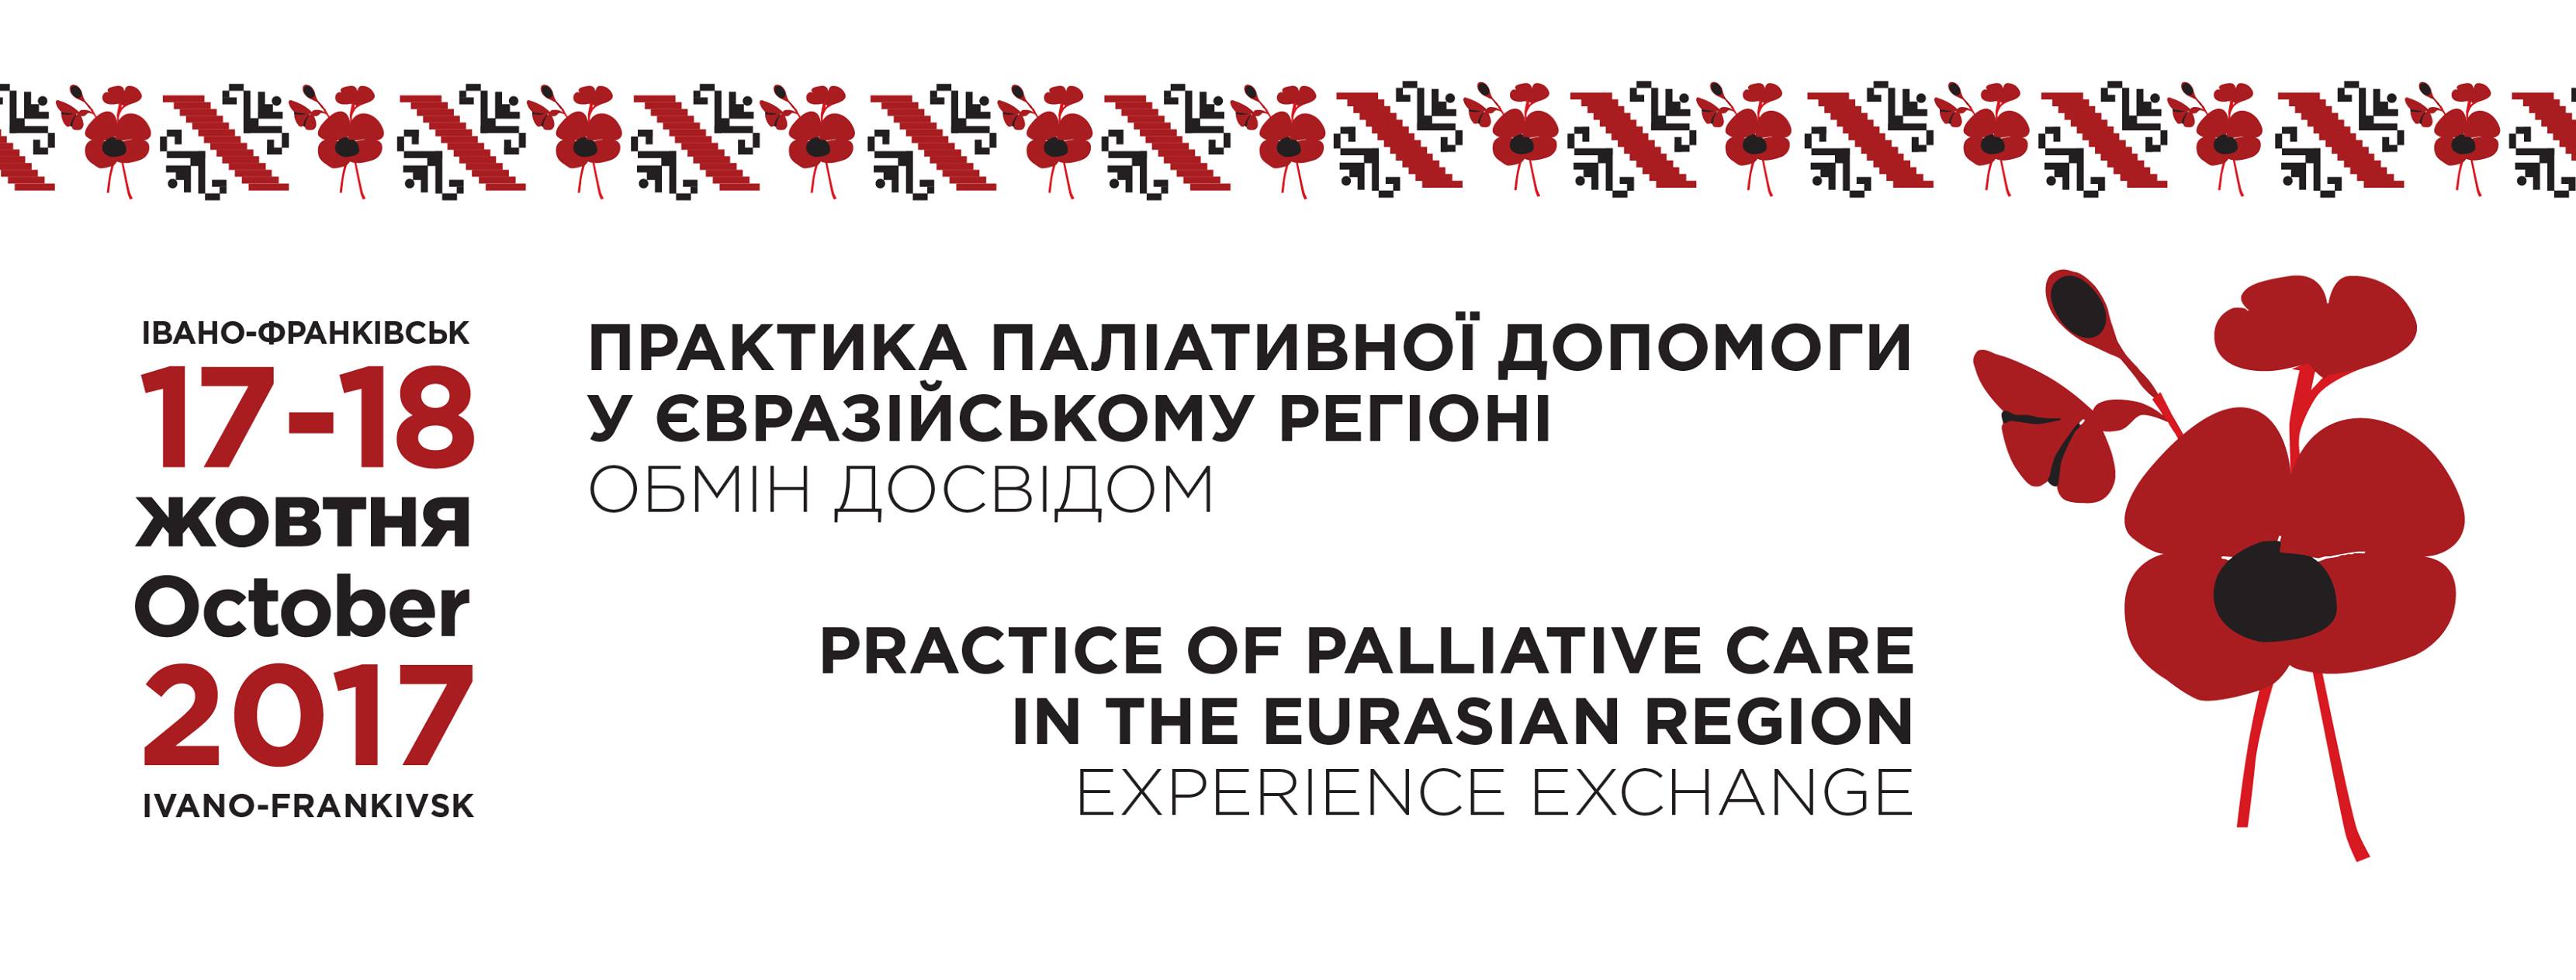 ІВАНО-ФРАНКІВСЬК
17-18
ЖОВТНЯ
October
2017
IVANO-FRANKIVSK
ПРАКТИКА ПАЛІАТИВНОЇ ДОПОМОГИ
У ЄВРАЗІЙСЬКОМУ РЕГІОНІ
ОБМІН ДОСВІДОМ
PRACTICE OF PALLIATIVE CARE
IN THE EURASIAN REGION
EXPERIENCE EXCHANGE